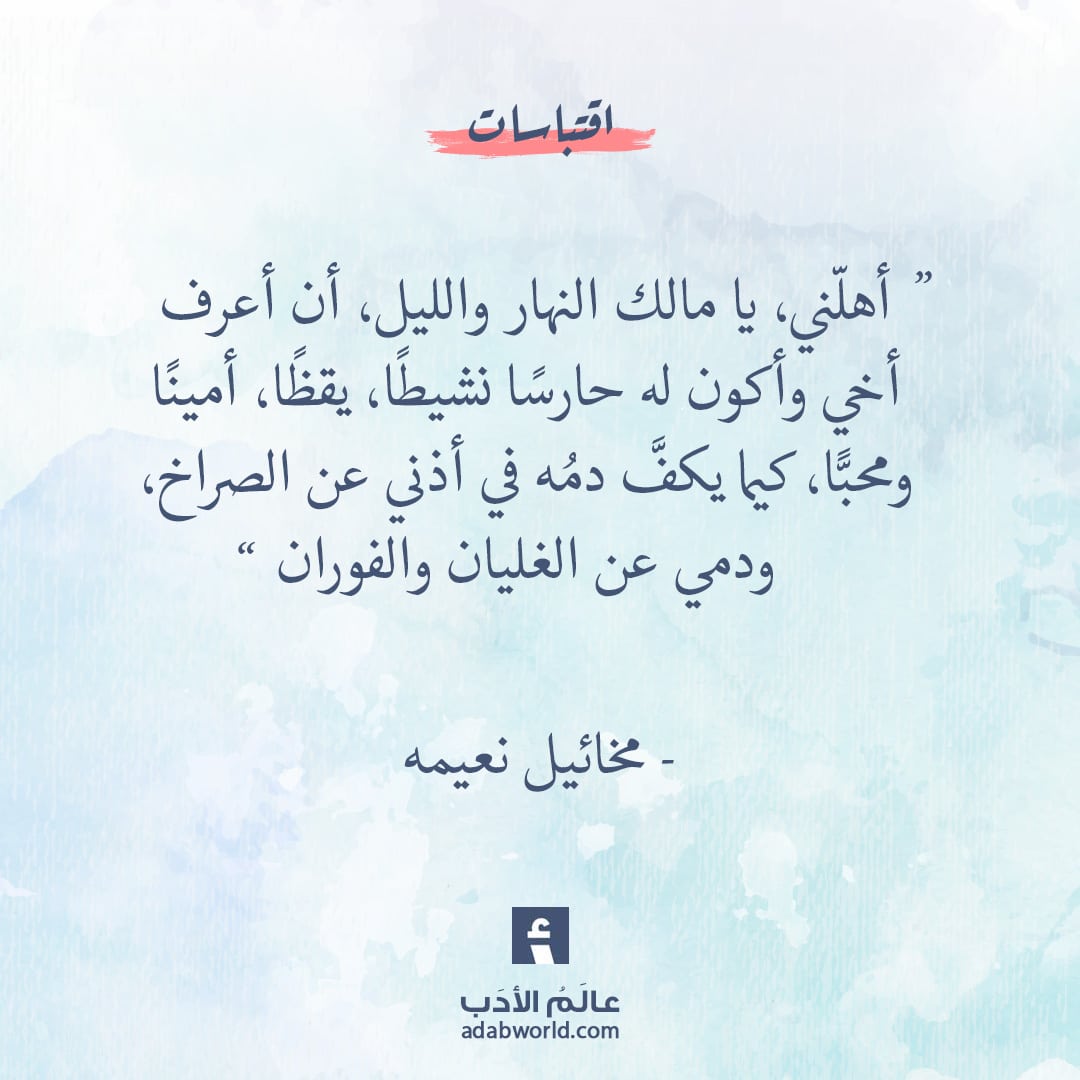 اقتباسات
” أهلّني، يا مالك النهار والليل، أن أعرف
أخي وأكون له حارسًا نشيطًا، يقظًا، أمينًا
ومحبًّا، كيما يكفَّ دمُه في أذني عن الصراخ،
ودمي عن الغليان والفوران “
- مخائيل نعيمه
أ
عالَمُ الأدَب
adabworld.com